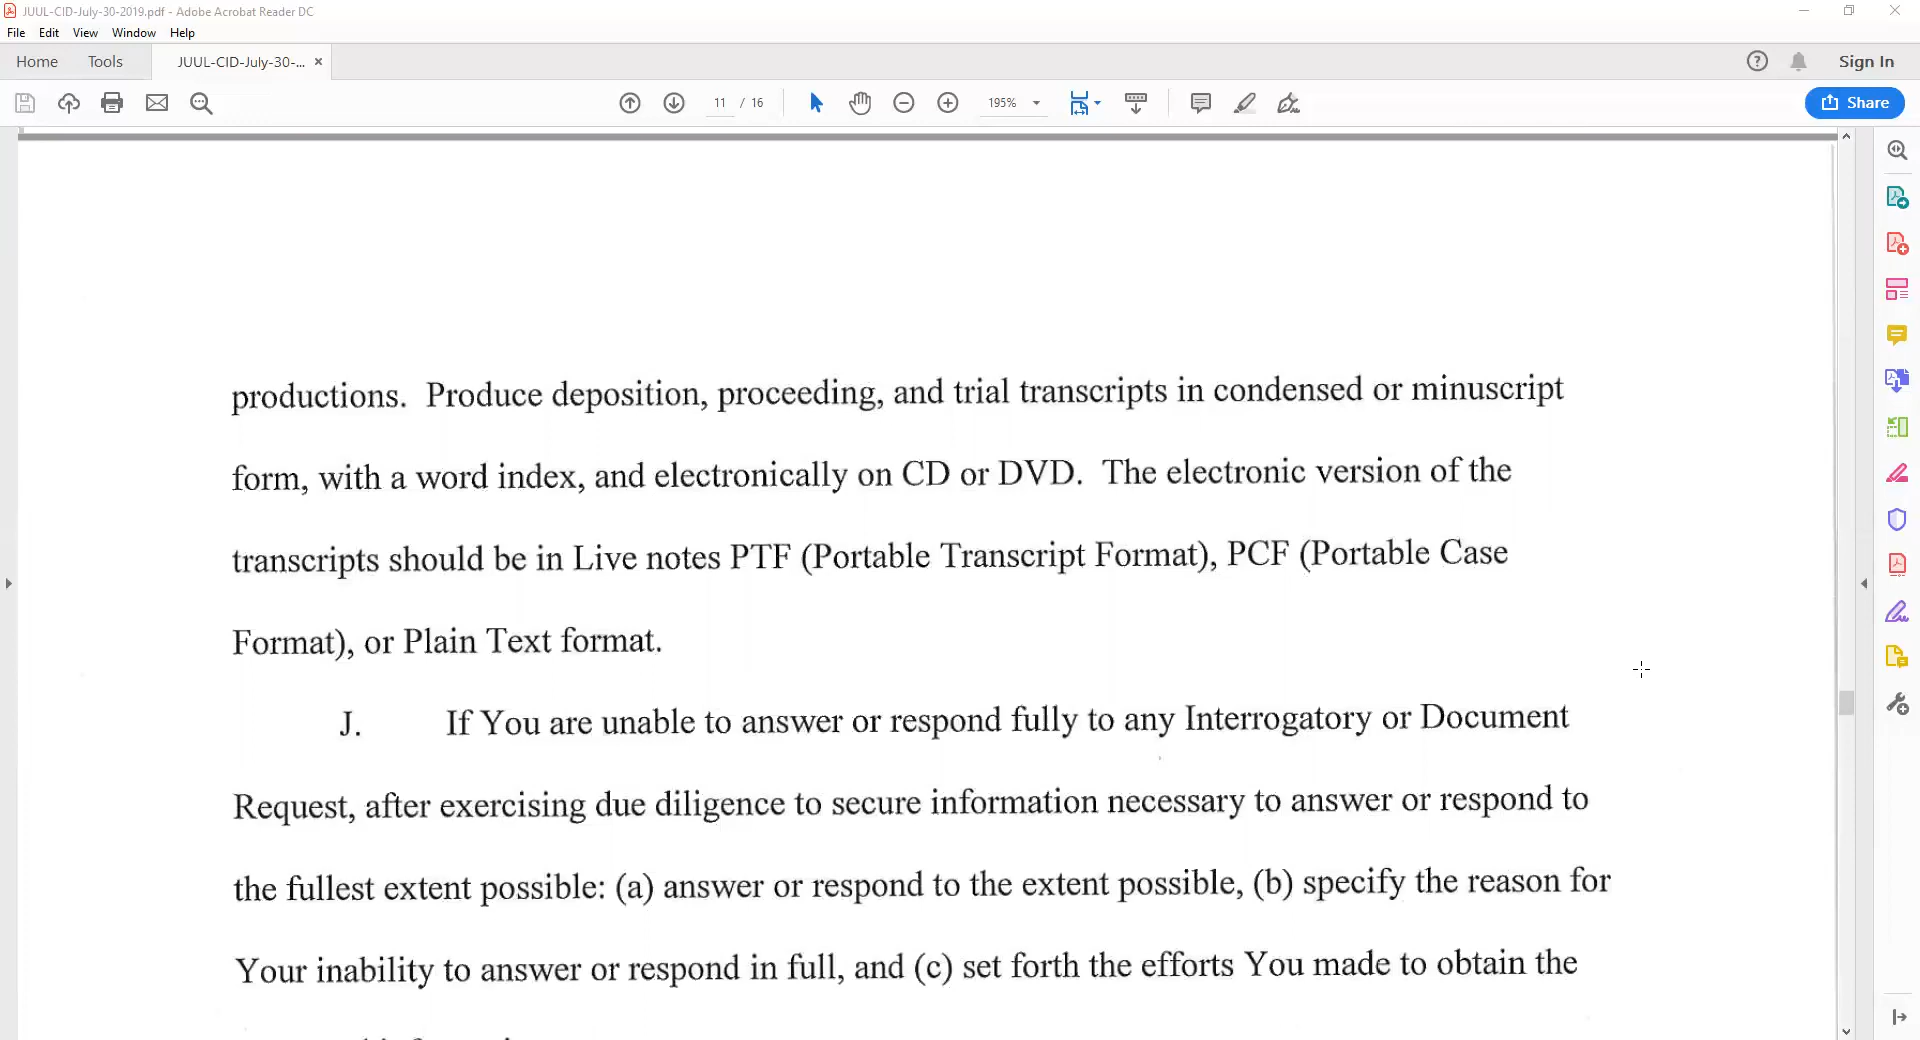 JUUL-CID-July-30-2019.pdf - Adobe Acrobat Reader DC
File Edit View Window Help
Home Tools JUUL-CID-July-30-... × Sign In
11 / 16 195% Share
productions. Produce deposition, proceeding, and trial transcripts in condensed or minuscript
form, with a word index, and electronically on CD or DVD. The electronic version of the
transcripts should be in Live notes PTF (Portable Transcript Format), PCF (Portable Case
Format), or Plain Text format.
J. If You are unable to answer or respond fully to any Interrogatory or Document
Request, after exercising due diligence to secure information necessary to answer or respond to
the fullest extent possible: (a) answer or respond to the extent possible, (b) specify the reason for
Your inability to answer or respond in full, and (c) set forth the efforts You made to obtain the